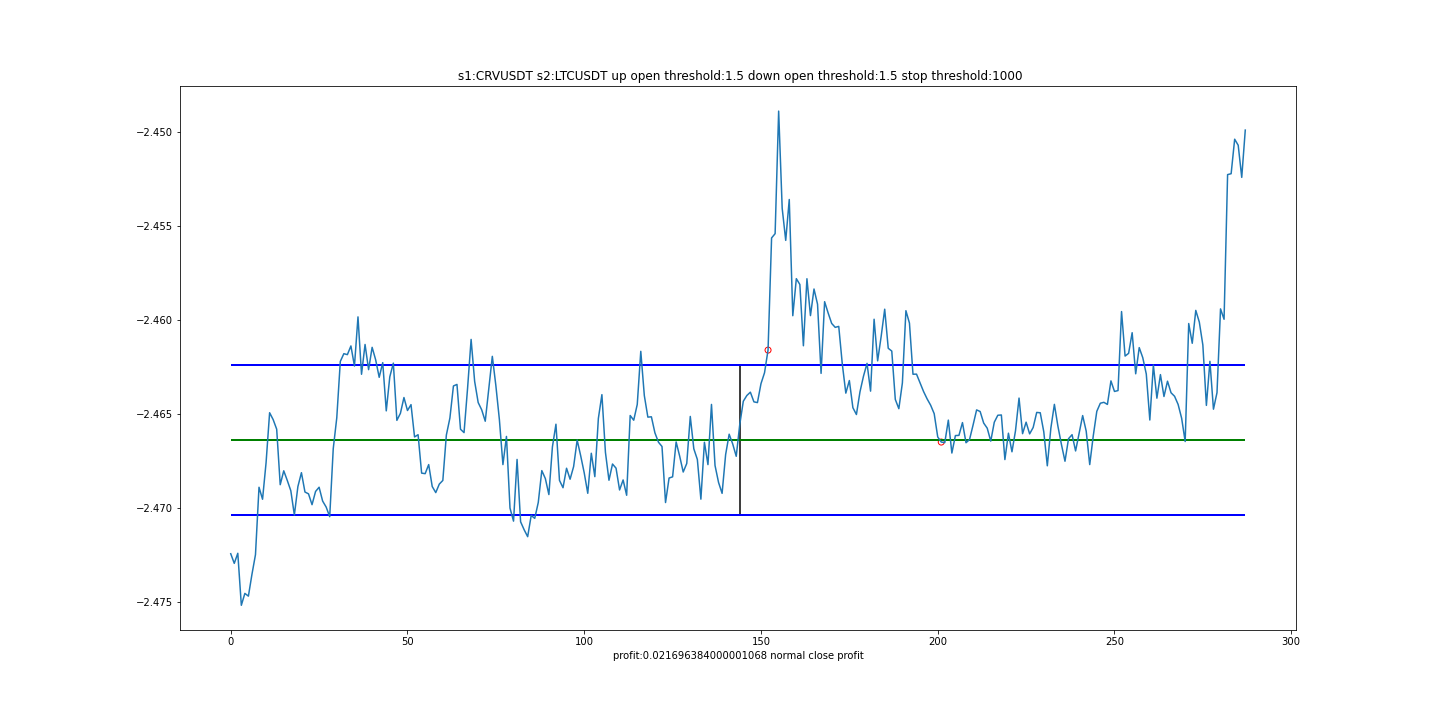 s1:CRVUSDT s2:LTCUSDT up open threshold:1.5 down open threshold:1.5 stop threshold:1000
−2.450
−2.455
−2.460
−2.465
−2.470
−2.475
0 50 100 150 200 250 300
profit:0.021696384000001068 normal close profit